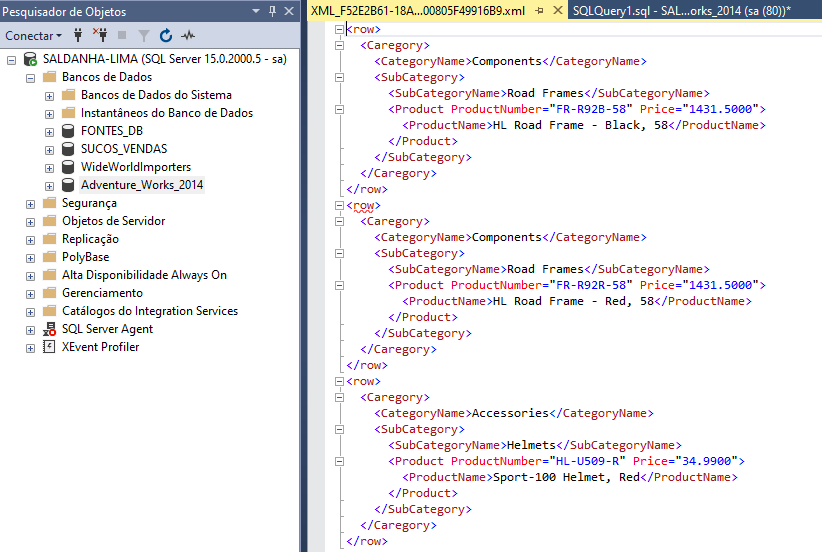 Pesquisador de Objetos
Conectar
SALDANHA-LIMA (SQL Server 15.0.2000.5 - sa)
Bancos de Dados
Bancos de Dados do Sistema
Instantâneos do Banco de Dados
FONTES_DB
SUCOS_VENDAS
WideWorldImporters
Adventure_Works_2014
Segurança
Objetos de Servidor
Replicação
PolyBase
Alta Disponibilidade Always On
Gerenciamento
Catálogos do Integration Services
SQL Server Agent
XEvent Profiler
XML_F52E2B61-18A...00805F49916B9.xml
SQLQuery1.sql - SAL...orks_2014 (sa (80))*
<row>
<Caregory>
<CategoryName>Components</CategoryName>
<SubCategory>
<SubCategoryName>Road Frames</SubCategoryName>
<Product ProductNumber="FR-R92B-58" Price="1431.5000">
<ProductName>HL Road Frame - Black, 58</ProductName>
</Product>
</SubCategory>
</Caregory>
</row>
<row>
<Caregory>
<CategoryName>Components</CategoryName>
<SubCategory>
<SubCategoryName>Road Frames</SubCategoryName>
<Product ProductNumber="FR-R92R-58" Price="1431.5000">
<ProductName>HL Road Frame - Red, 58</ProductName>
</Product>
</SubCategory>
</Caregory>
</row>
<row>
<Caregory>
<CategoryName>Accessories</CategoryName>
<SubCategory>
<SubCategoryName>Helmets</SubCategoryName>
<Product ProductNumber="HL-U509-R" Price="34.9900">
<ProductName>Sport-100 Helmet, Red</ProductName>
</Product>
</SubCategory>
</Caregory>
</row>